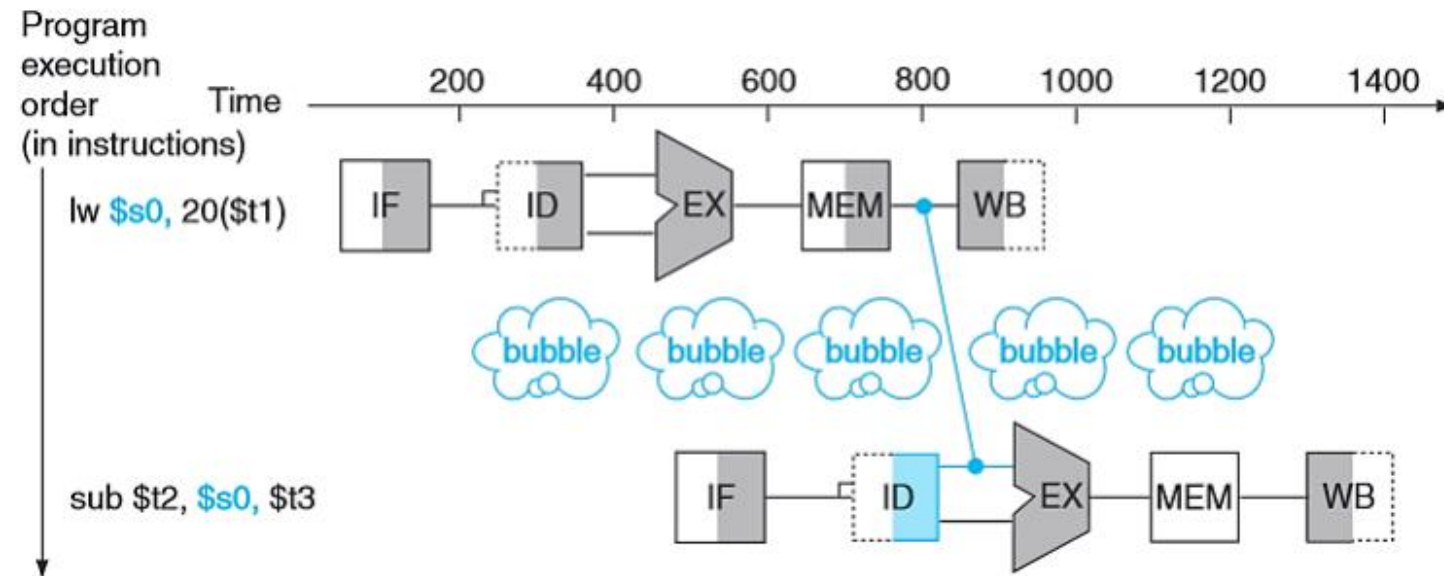 Program
execution
order
(in instructions)
Time
200 400 600 800 1000 1200 1400
lw $s0, 20($t1)
IF ID EX MEM WB
bubble bubble bubble bubble bubble
sub $t2, $s0, $t3
IF ID EX MEM WB